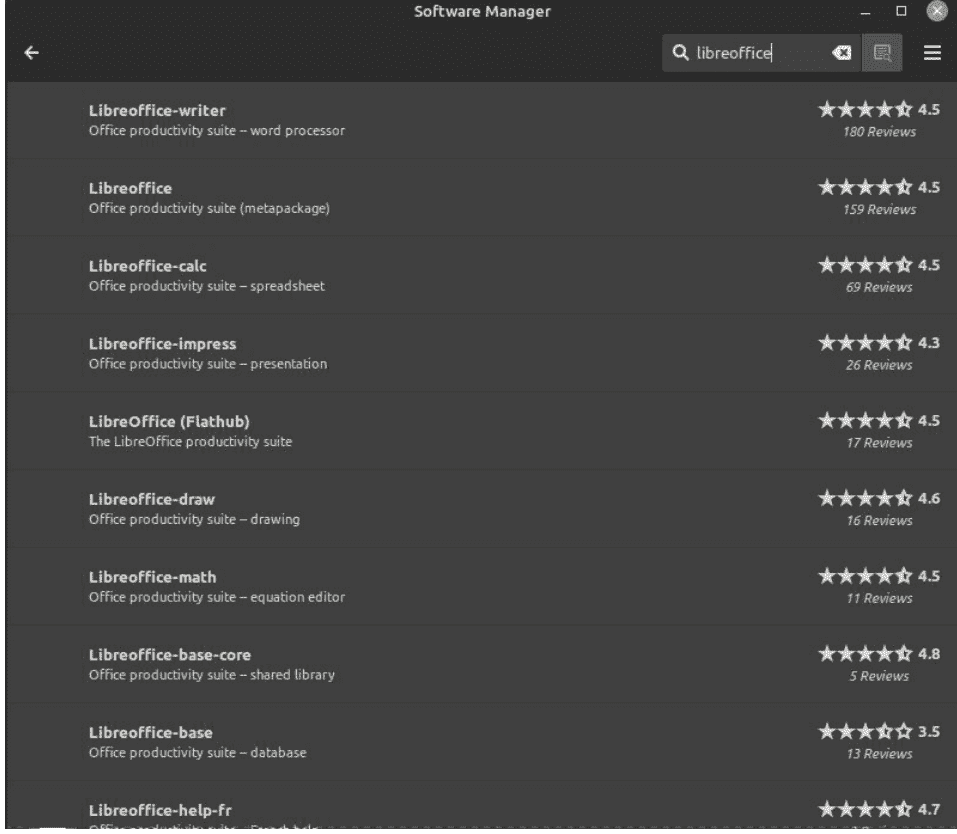 Software Manager
libreoffice
Libreoffice-writer 4.5
Office productivity suite – word processor 180 Reviews
Libreoffice 4.5
Office productivity suite (metapackage) 159 Reviews
Libreoffice-calc 4.5
Office productivity suite – spreadsheet 69 Reviews
Libreoffice-impress 4.3
Office productivity suite – presentation 26 Reviews
LibreOffice (Flathub) 4.5
The LibreOffice productivity suite 17 Reviews
Libreoffice-draw 4.6
Office productivity suite – drawing 16 Reviews
Libreoffice-math 4.5
Office productivity suite – equation editor 11 Reviews
Libreoffice-base-core 4.8
Office productivity suite – shared library 5 Reviews
Libreoffice-base 3.5
Office productivity suite – database 13 Reviews
Libreoffice-help-fr 4.7